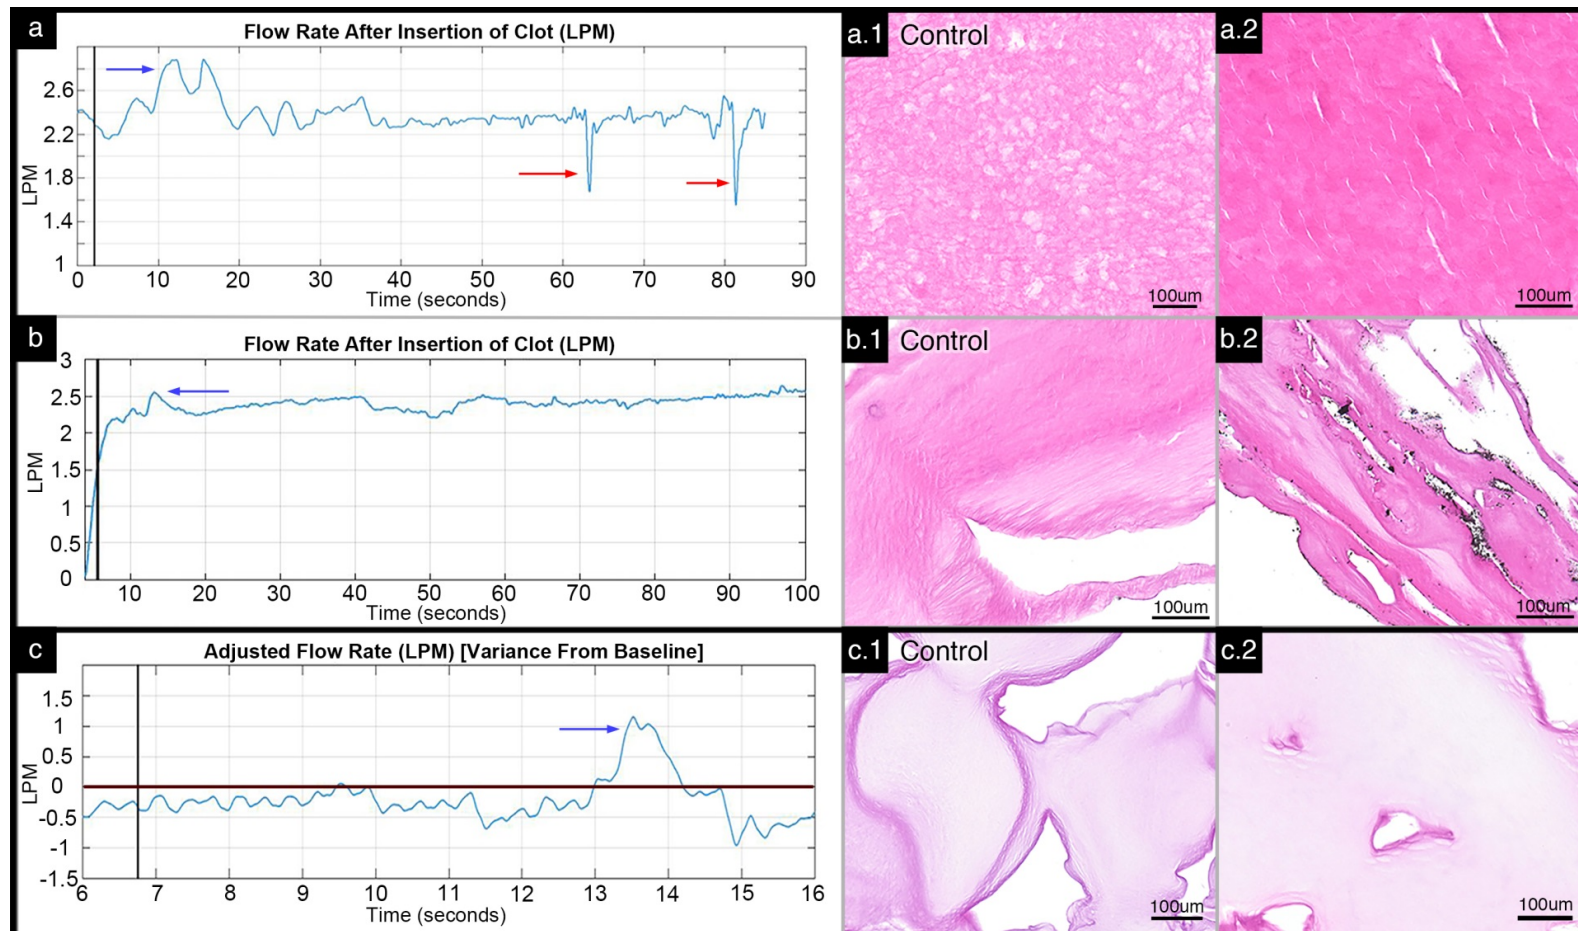 a
Flow Rate After Insertion of Clot (LPM)
LPM
2.6
2.2
1.8
1.4
1
0 10 20 30 40 50 60 70 80 90
Time (seconds)
a.1 Control
100um
a.2
100um
b
Flow Rate After Insertion of Clot (LPM)
LPM
3
2.5
2
1.5
1
0.5
0
10 20 30 40 50 60 70 80 90 100
Time (seconds)
b.1 Control
100um
b.2
100um
c
Adjusted Flow Rate (LPM) [Variance From Baseline]
LPM
1.5
1
0.5
0
-0.5
-1
-1.5
6 7 8 9 10 11 12 13 14 15 16
Time (seconds)
c.1 Control
100um
c.2
100um